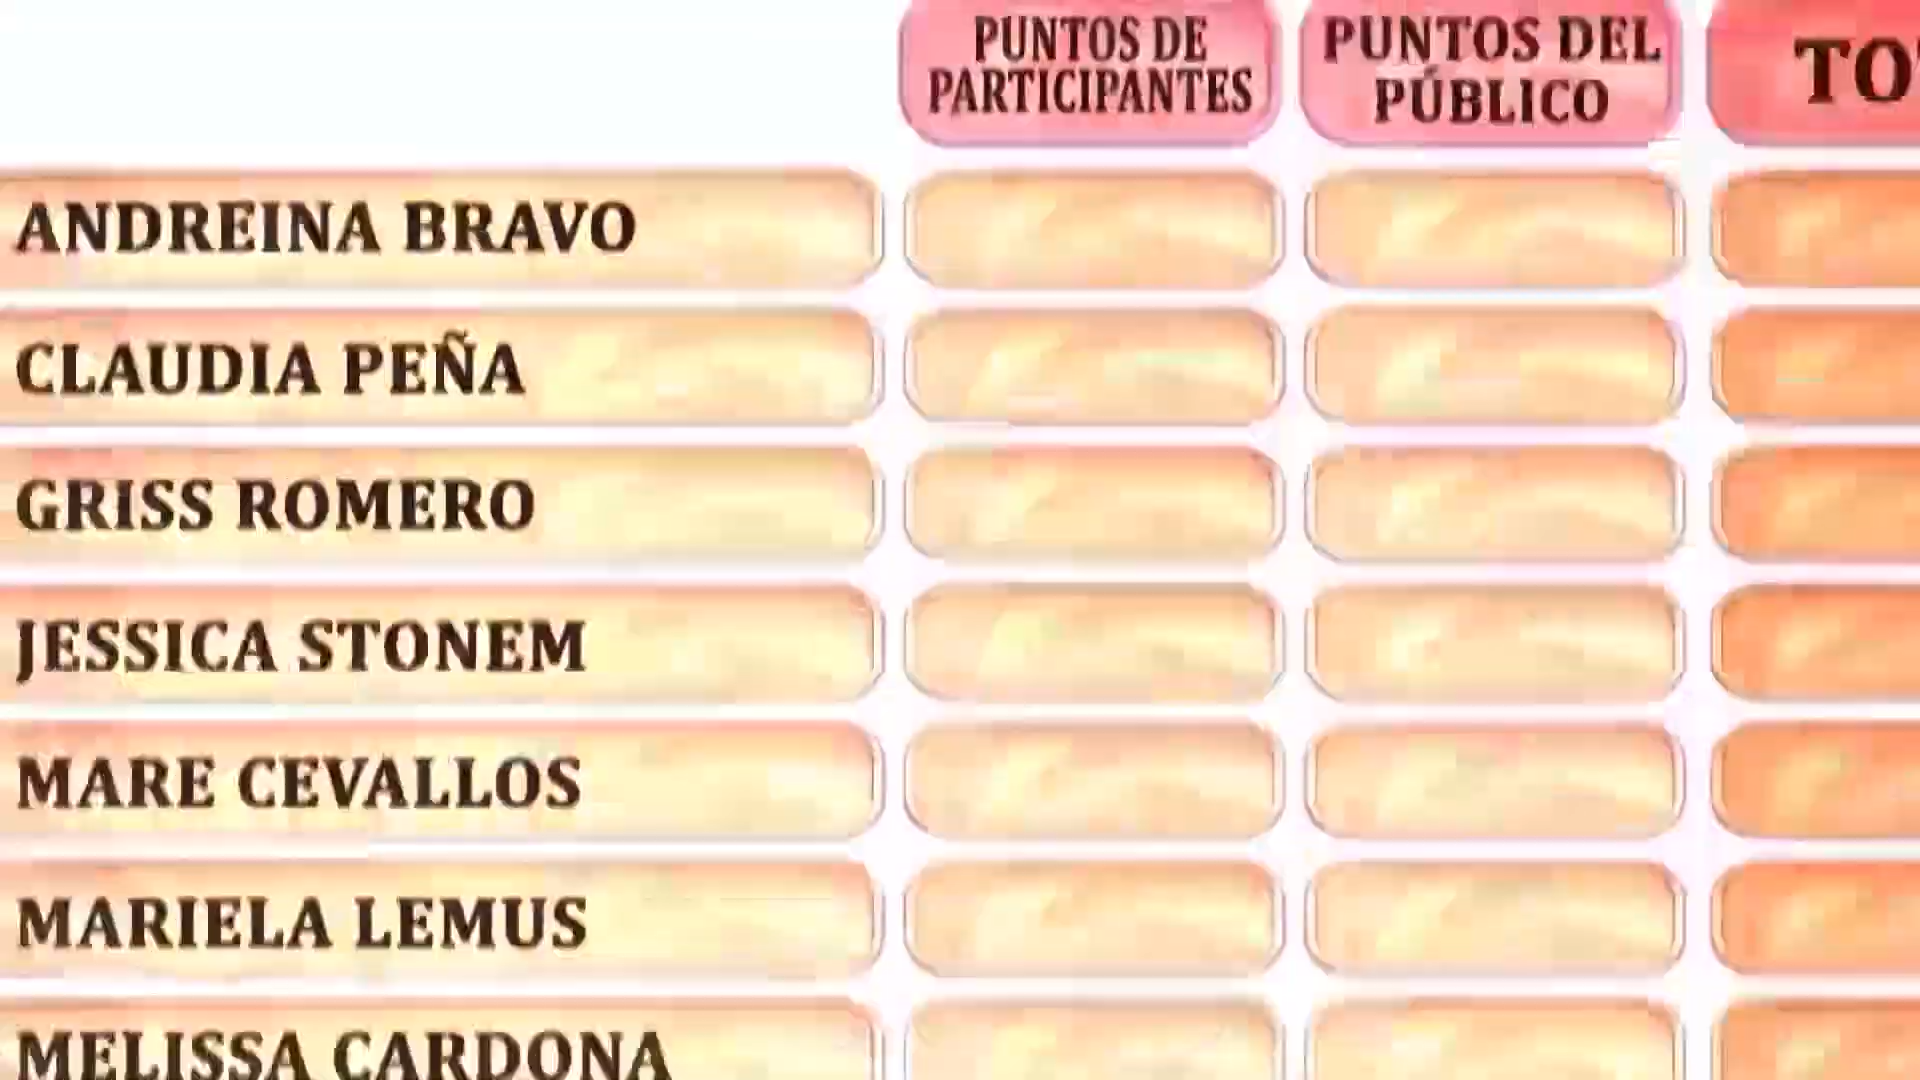 PUNTOS DE
PARTICIPANTES
PUNTOS DEL
PÚBLICO
ANDREINA BRAVO
CLAUDIA PEÑA
GRISS ROMERO
JESSICA STONEM
MARE CEVALLOS
MARIELA LEMUS
MELISSA CARDONA